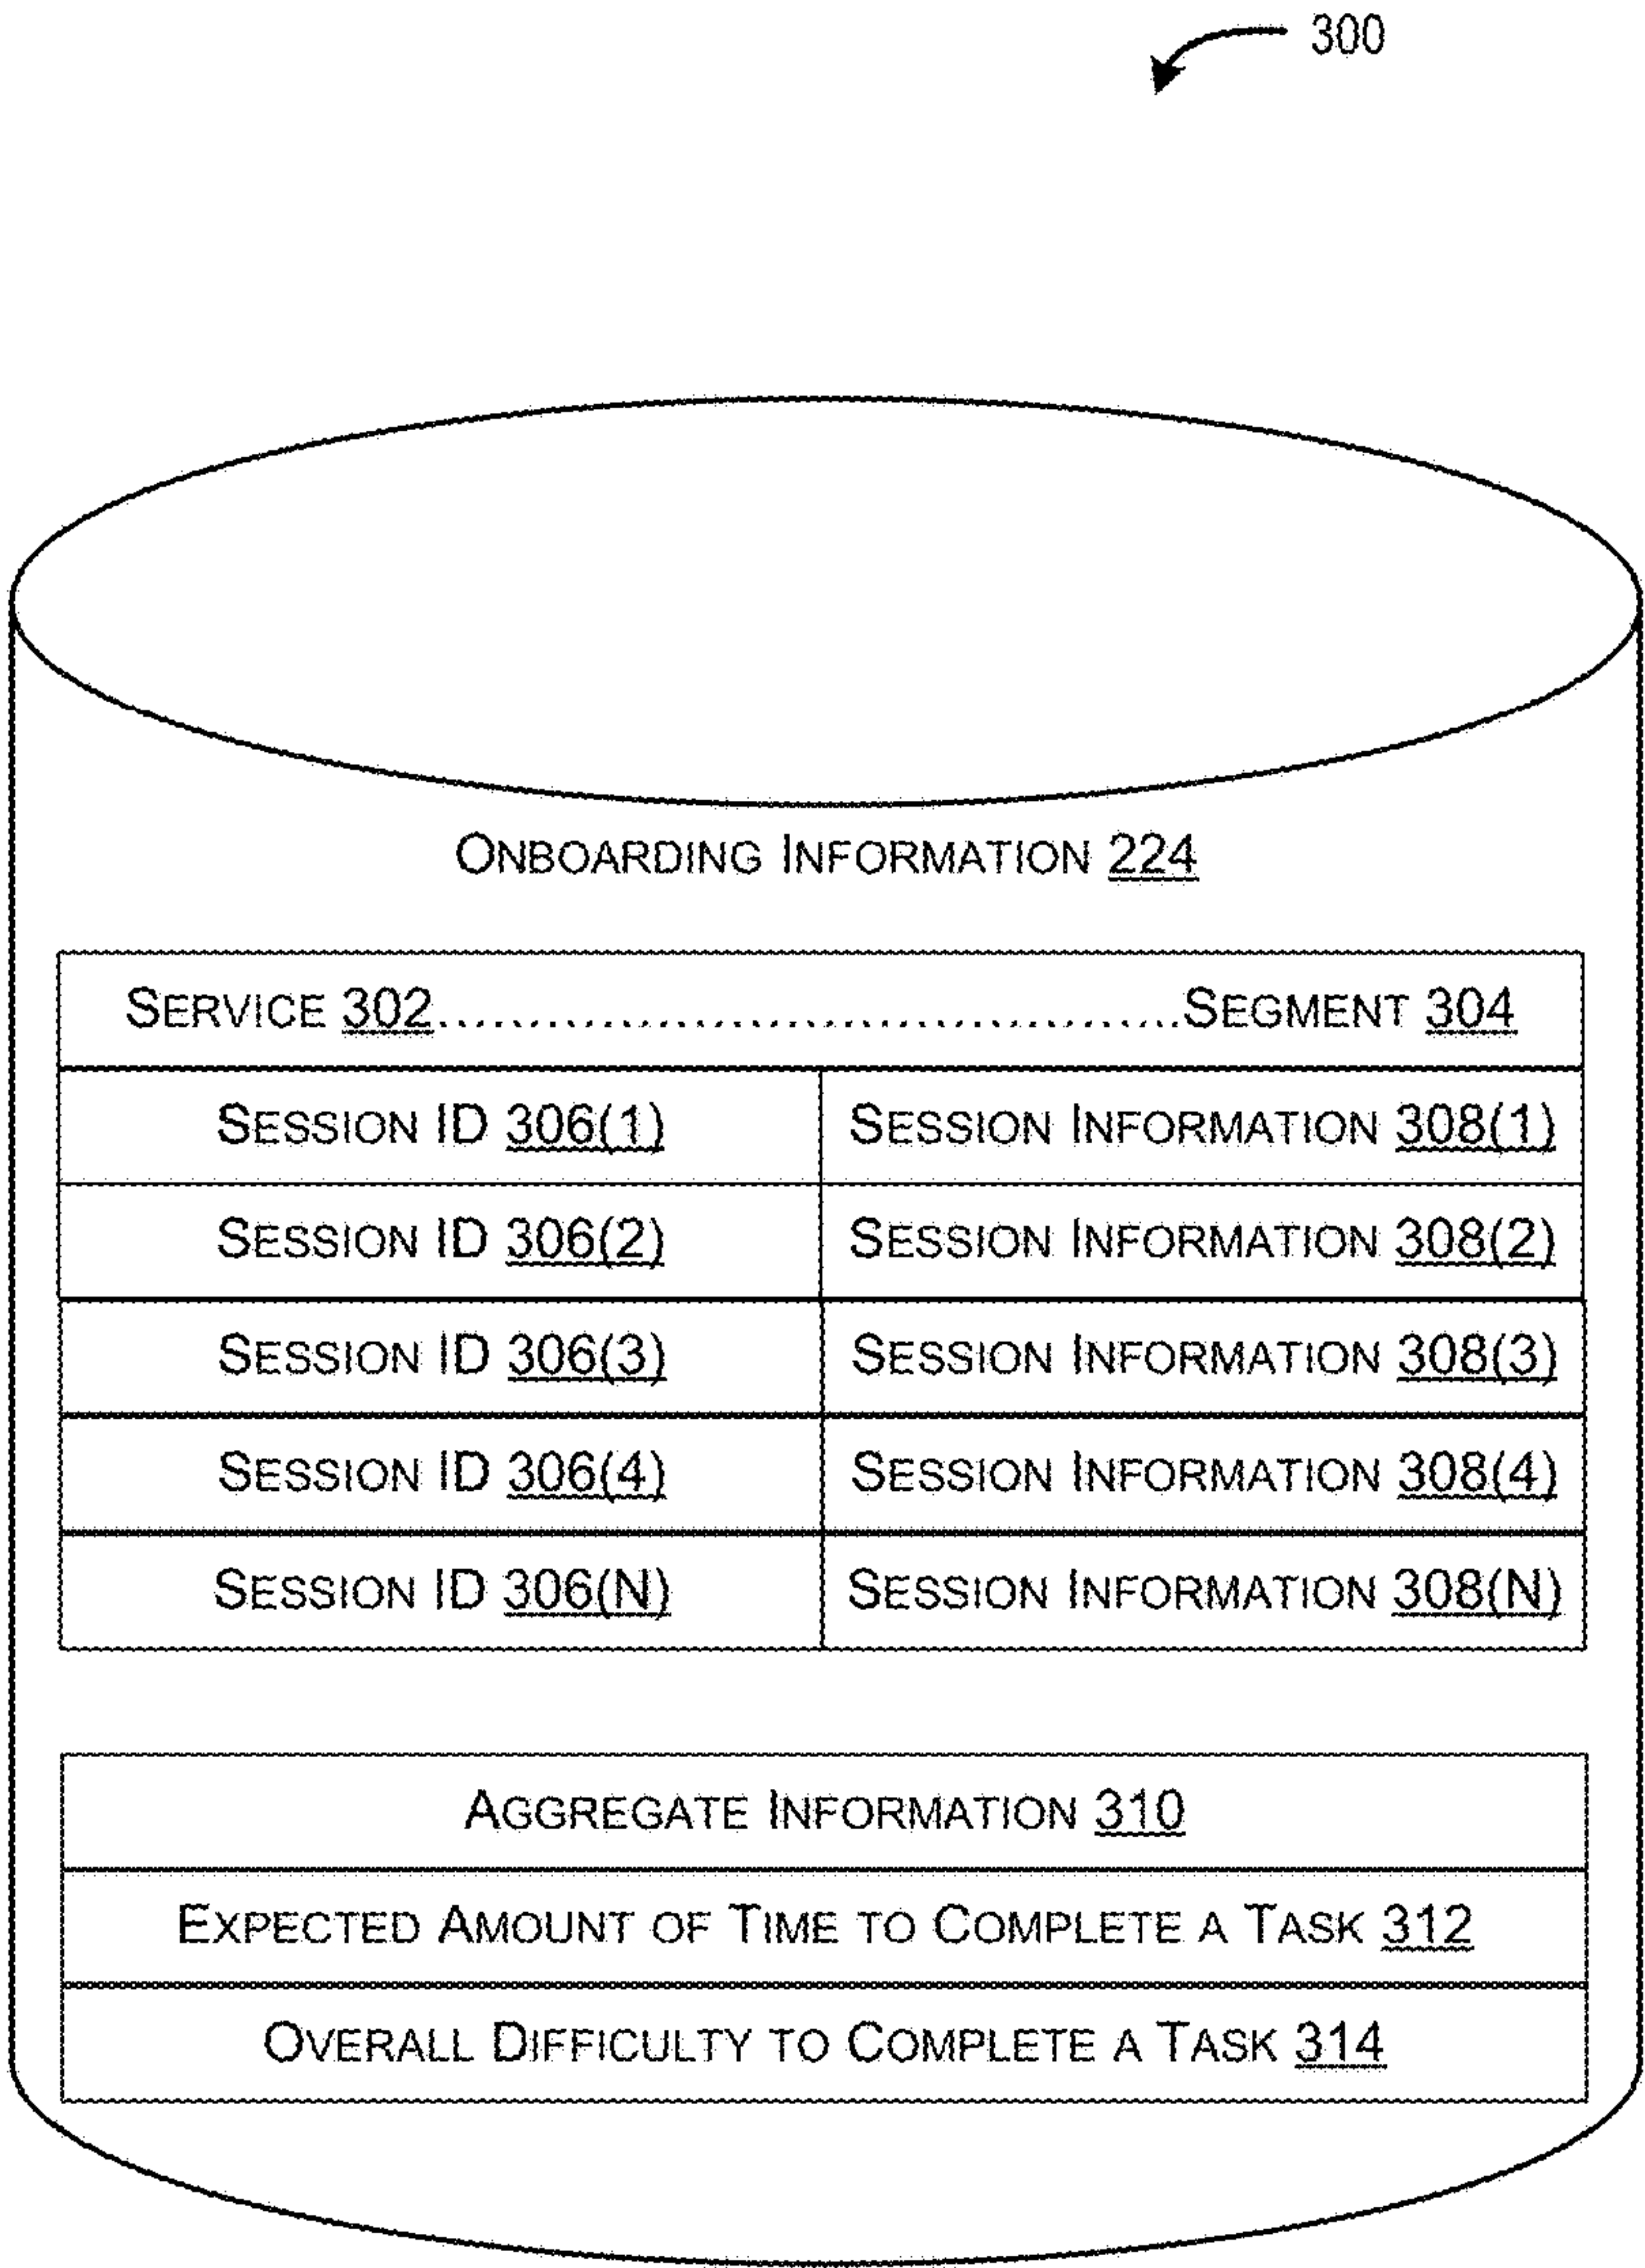 300
ONBOARDING INFORMATION 224
SERVICE 302........................................SEGMENT 304
SESSION ID 306(1) SESSION INFORMATION 308(1)
SESSION ID 306(2) SESSION INFORMATION 308(2)
SESSION ID 306(3) SESSION INFORMATION 308(3)
SESSION ID 306(4) SESSION INFORMATION 308(4)
SESSION ID 306(N) SESSION INFORMATION 308(N)
AGGREGATE INFORMATION 310
EXPECTED AMOUNT OF TIME TO COMPLETE A TASK 312
OVERALL DIFFICULTY TO COMPLETE A TASK 314